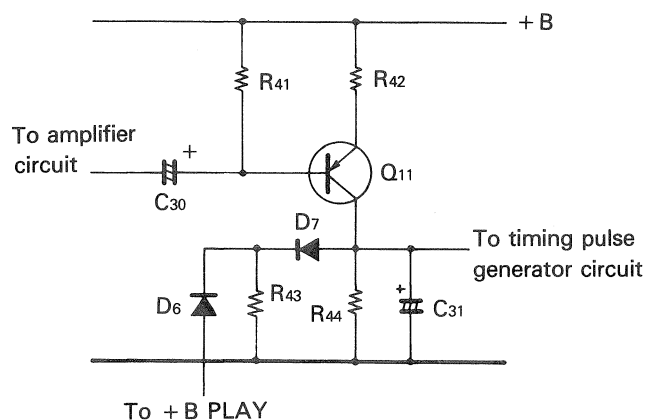 +B
R41
R42
To amplifier
circuit
+
Q11
C30
D7
To timing pulse
generator circuit
D6
R43
R44
+
C31
To +B PLAY